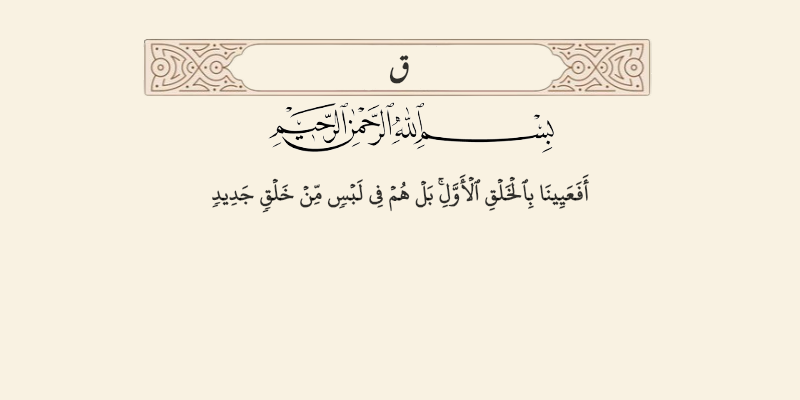 ق
بِسْمِ ٱللَّهِ ٱلرَّحْمَٰنِ ٱلرَّحِيمِ
أَفَعَيِينَا بِٱلْخَلْقِ ٱلْأَوَّلِ ۚ بَلْ هُمْ فِى لَبْسٍ مِّنْ خَلْقٍ جَدِيدٍ